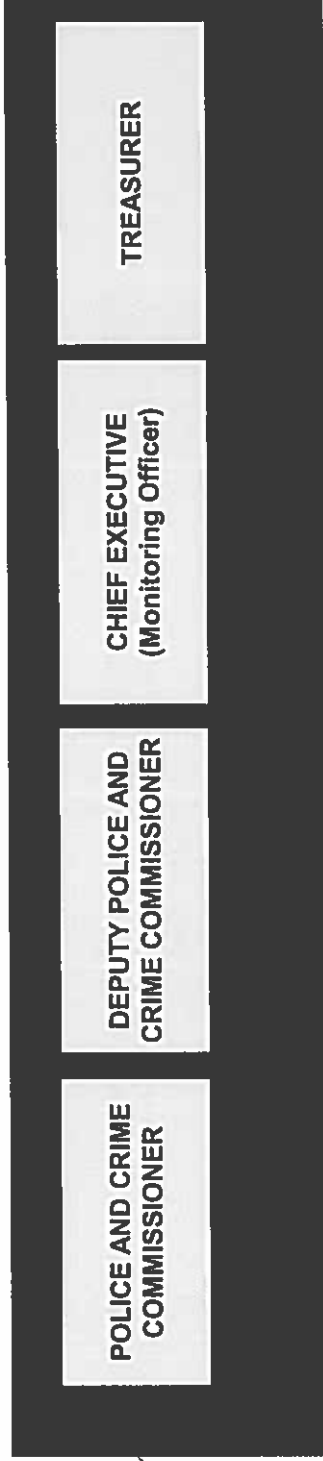 POLICE AND CRIME
COMMISSIONER
DEPUTY POLICE AND
CRIME COMMISSIONER
CHIEF EXECUTIVE
(Monitoring Officer)
TREASURER